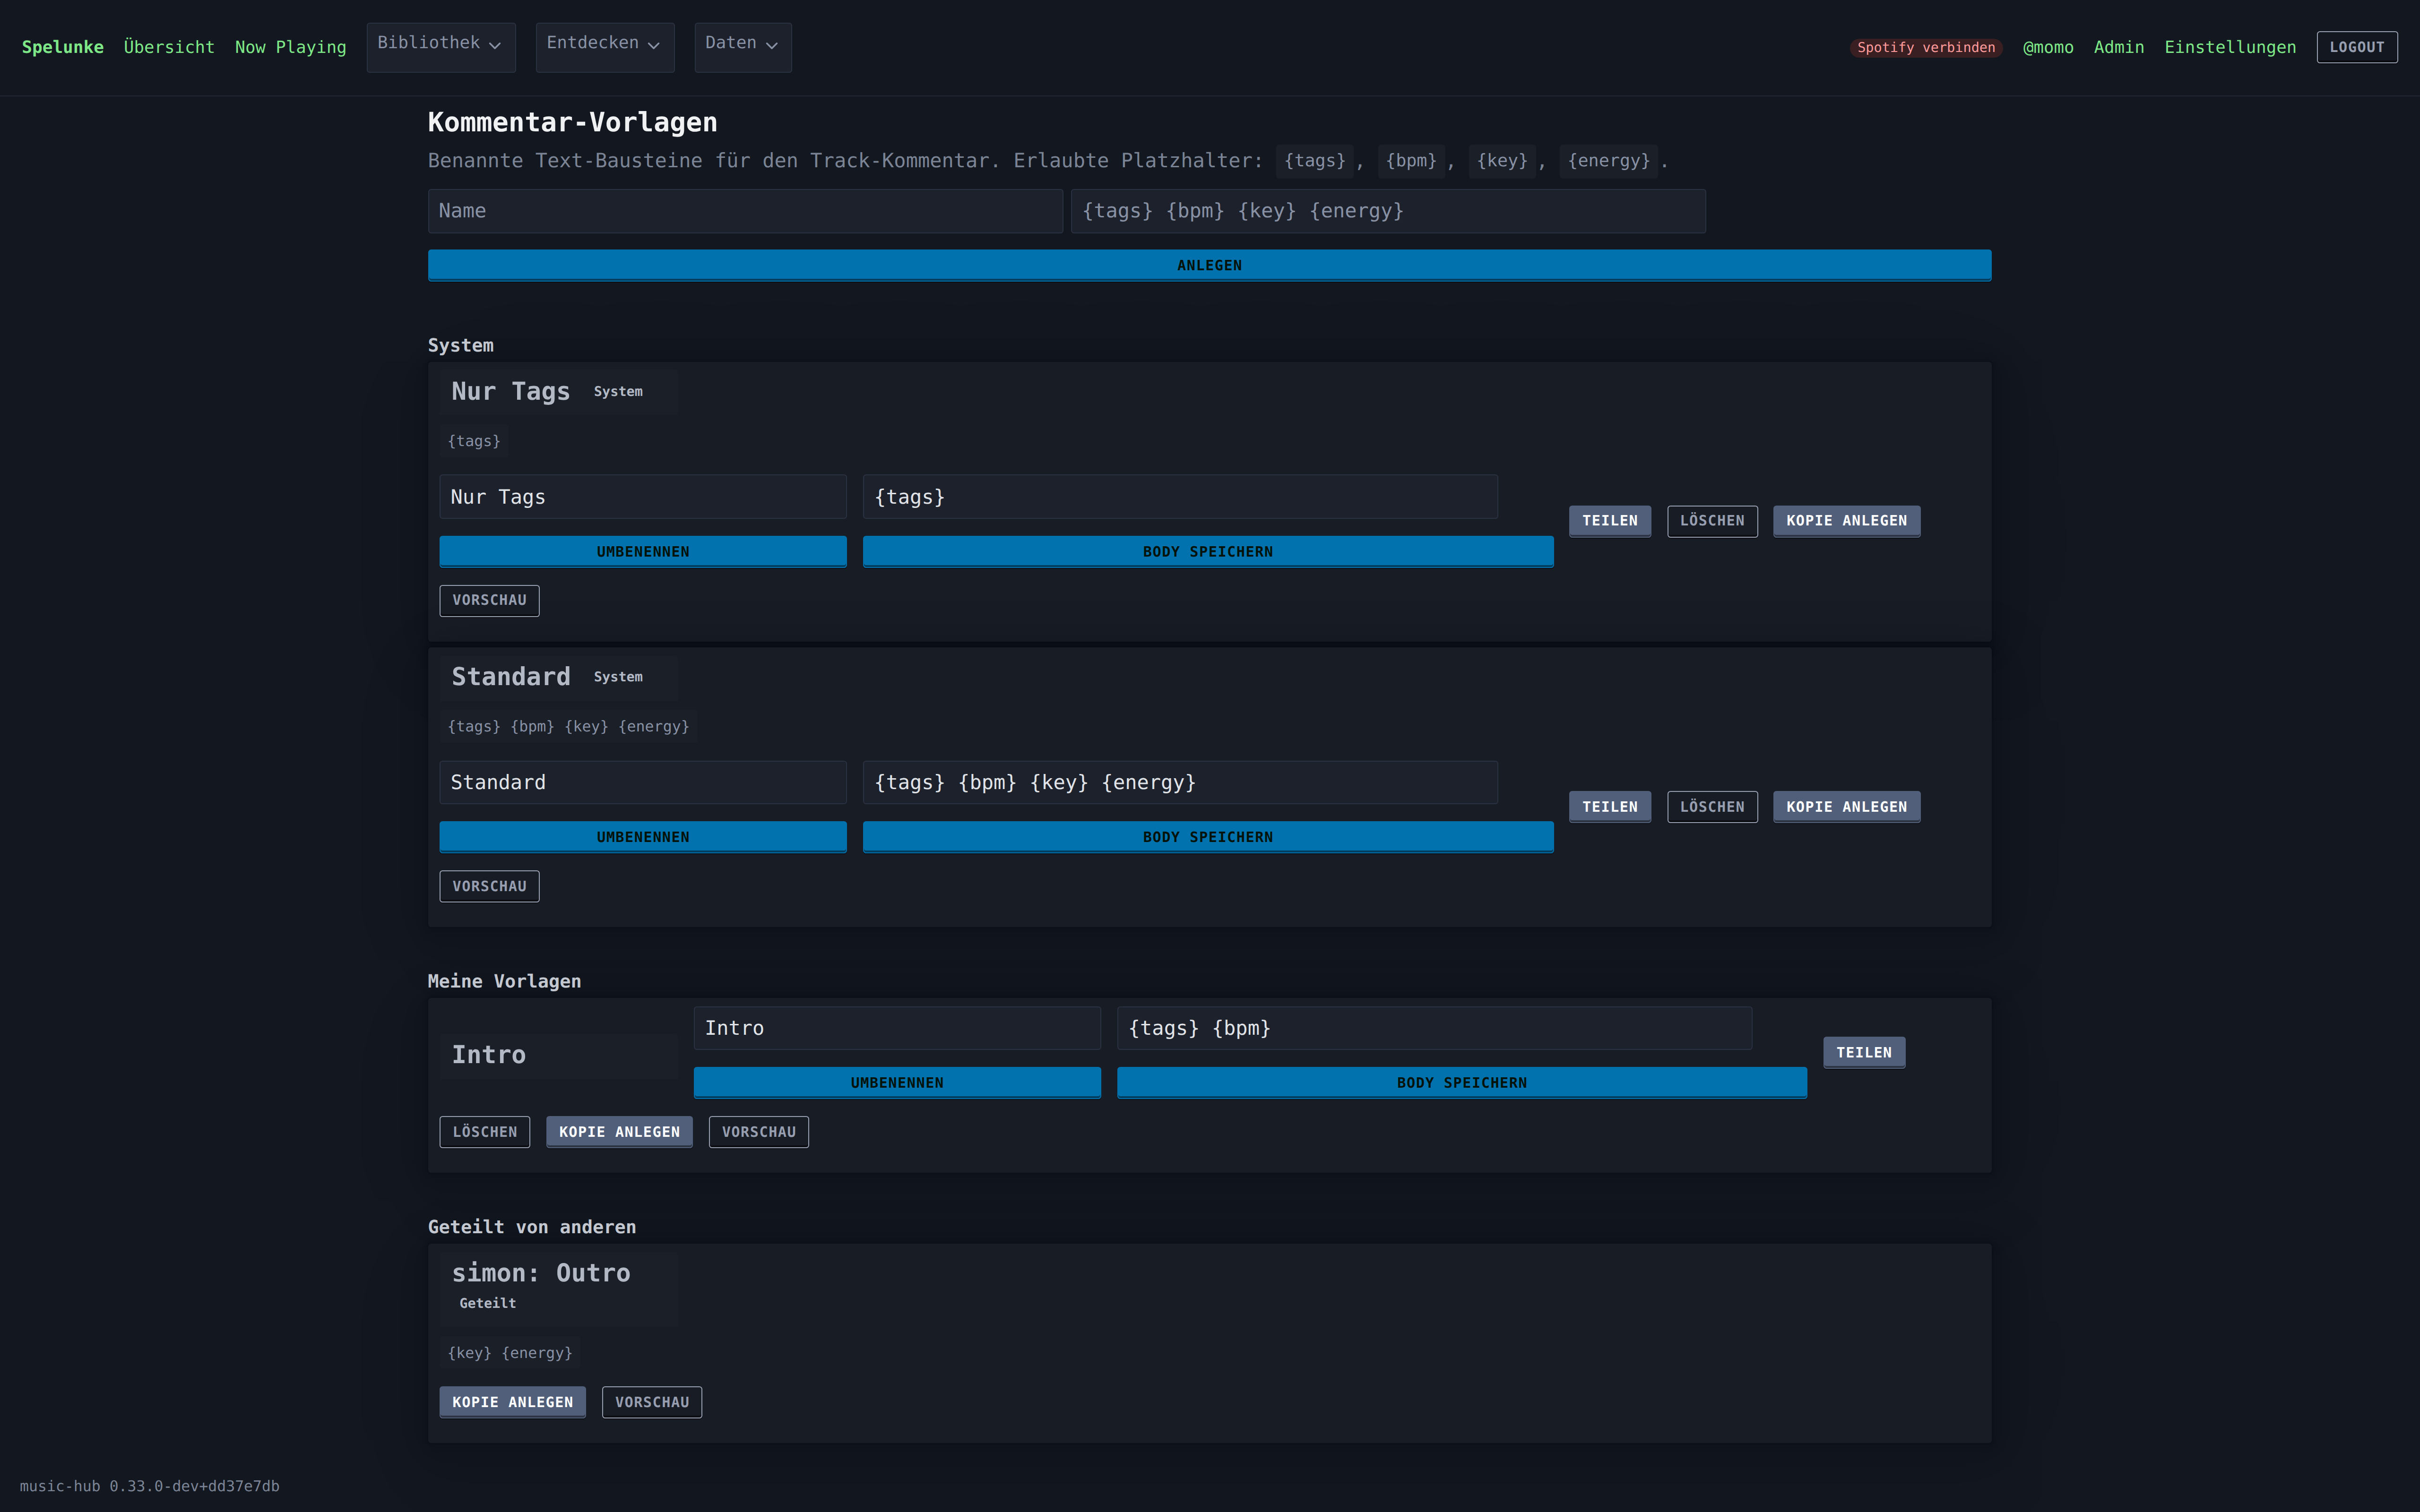 Spelunke Übersicht Now Playing Bibliothek Entdecken Daten Spotify verbinden @momo Admin Einstellungen LOGOUT
Kommentar-Vorlagen
Benannte Text-Bausteine für den Track-Kommentar. Erlaubte Platzhalter: {tags}, {bpm}, {key}, {energy}.
Name {tags} {bpm} {key} {energy}
ANLEGEN
System
Nur Tags System
{tags}
Nur Tags {tags}
TEILEN LÖSCHEN KOPIE ANLEGEN
UMBENENNEN BODY SPEICHERN
VORSCHAU
Standard System
{tags} {bpm} {key} {energy}
Standard {tags} {bpm} {key} {energy}
TEILEN LÖSCHEN KOPIE ANLEGEN
UMBENENNEN BODY SPEICHERN
VORSCHAU
Meine Vorlagen
Intro {tags} {bpm}
Intro TEILEN
UMBENENNEN BODY SPEICHERN
LÖSCHEN KOPIE ANLEGEN VORSCHAU
Geteilt von anderen
simon: Outro
Geteilt
{key} {energy}
KOPIE ANLEGEN VORSCHAU
music-hub 0.33.0-dev+dd37e7db